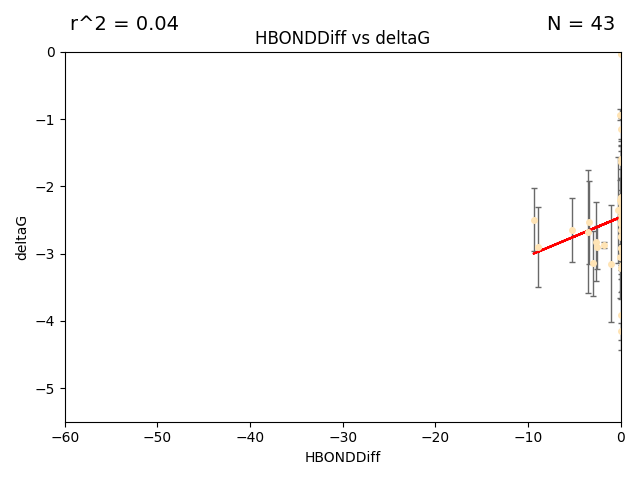 r^2 = 0.04
N = 43
HBONDDiff vs deltaG
0
−1
−2
−3
−4
−5
deltaG
−60
−50
−40
−30
−20
−10
0
HBONDDiff